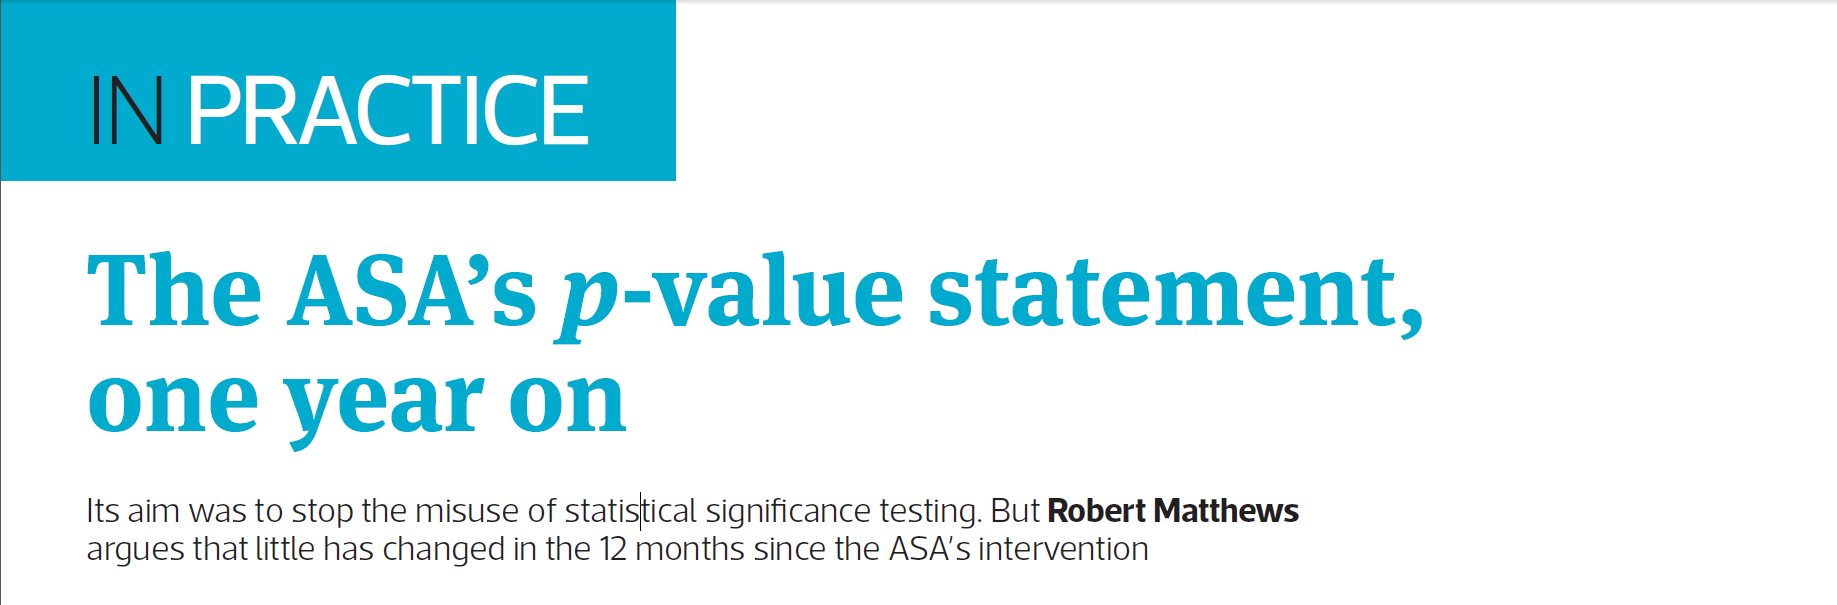 IN PRACTICE
The ASA’s p-value statement,
one year on
Its aim was to stop the misuse of statistical significance testing. But Robert Matthews
argues that little has changed in the 12 months since the ASA’s intervention